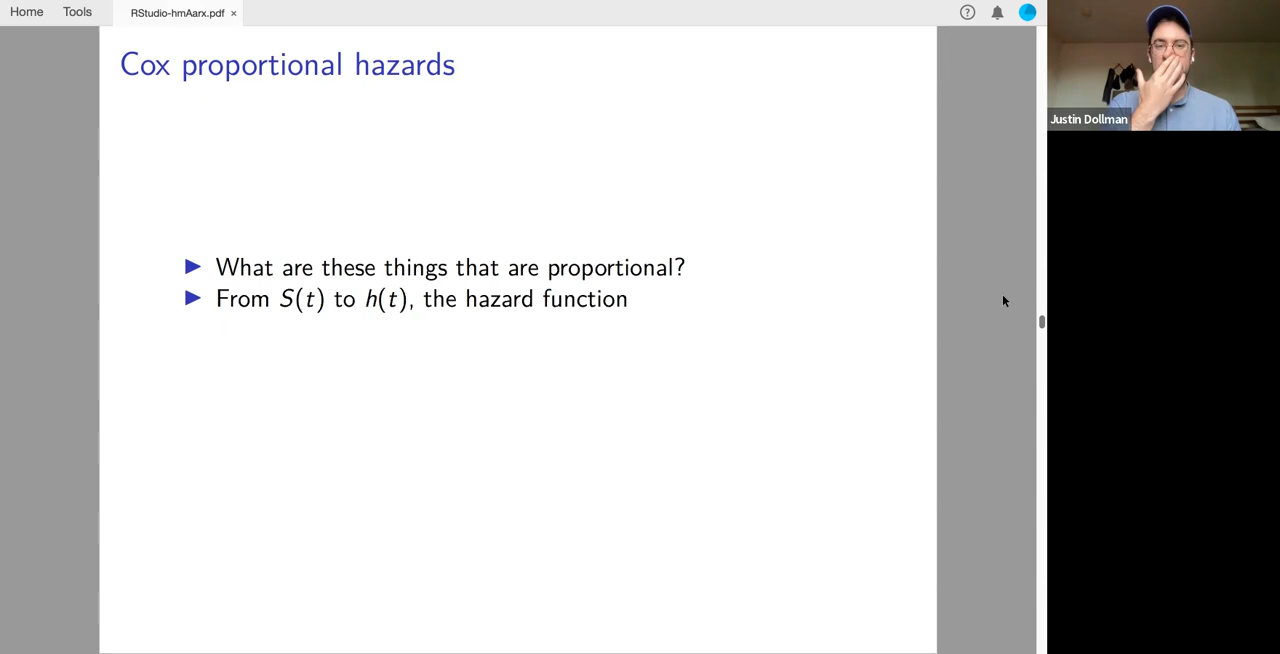 Home Tools RStudio-hmAarx.pdf ×
Cox proportional hazards
Justin Dollman
▶ What are these things that are proportional?
▶ From S(t) to h(t), the hazard function